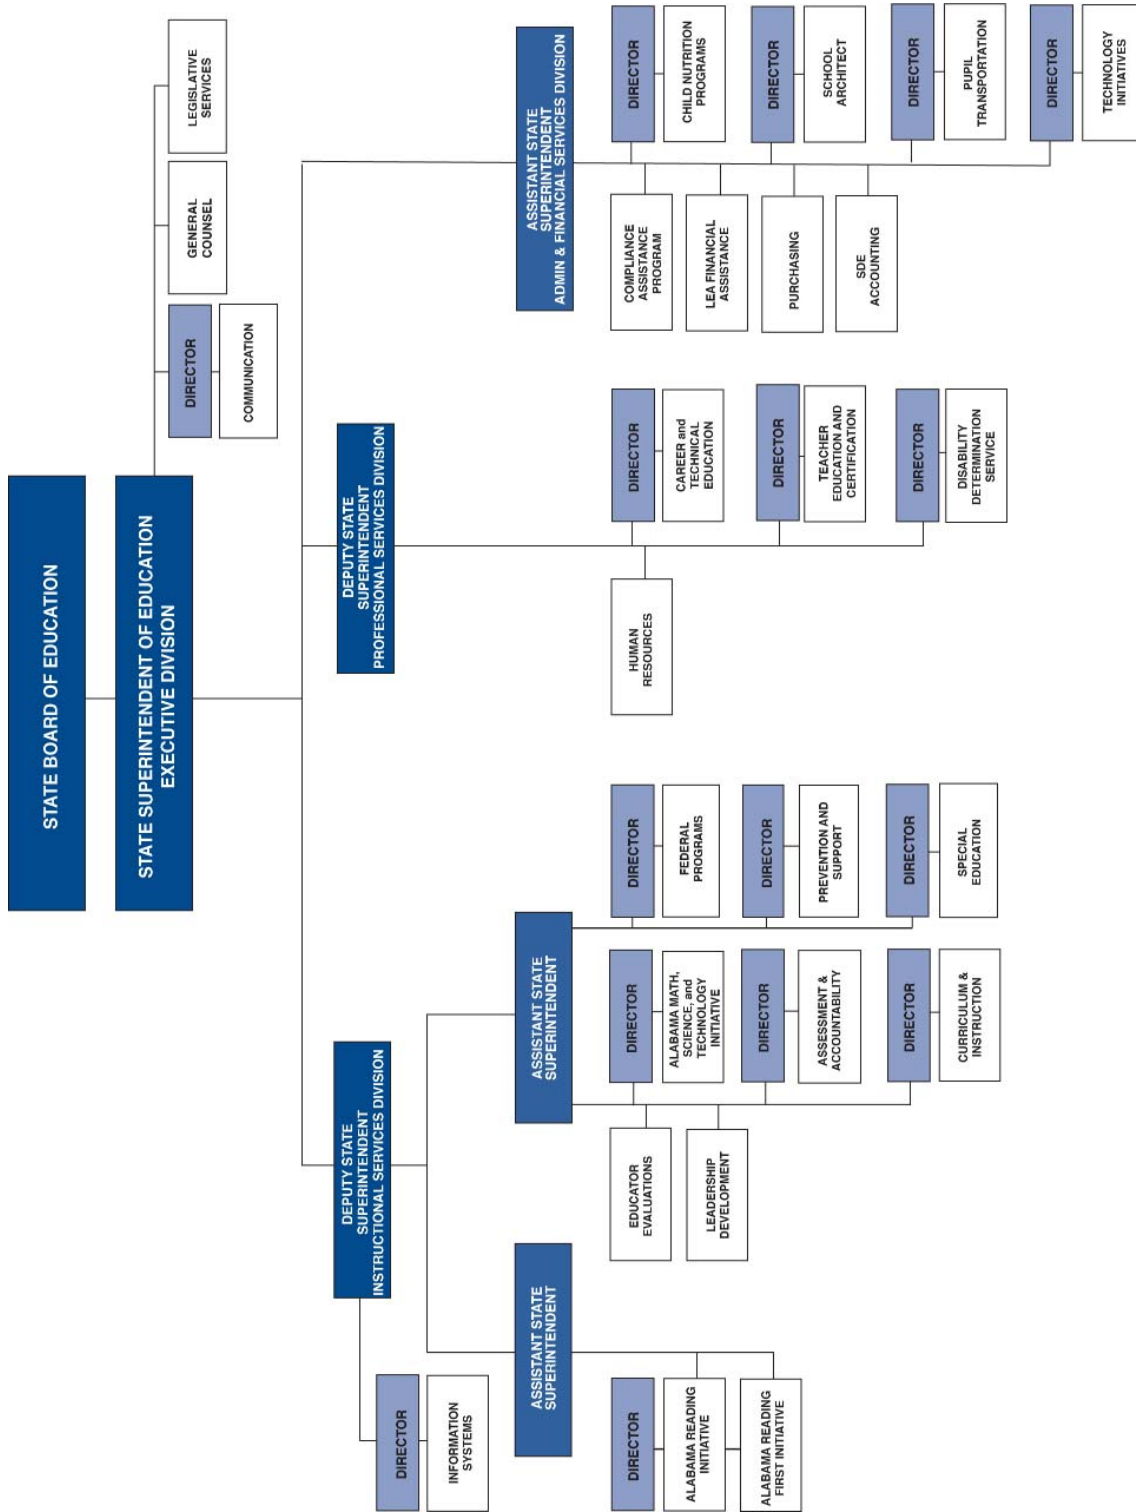 STATE BOARD OF EDUCATION
STATE SUPERINTENDENT OF EDUCATION
EXECUTIVE DIVISION
DIRECTOR
COMMUNICATION
GENERAL
COUNSEL
LEGISLATIVE
SERVICES
DEPUTY STATE
SUPERINTENDENT
INSTRUCTIONAL SERVICES DIVISION
DIRECTOR
INFORMATION
SYSTEMS
ASSISTANT STATE
SUPERINTENDENT
DIRECTOR
ALABAMA READING
INITIATIVE
ALABAMA READING
FIRST INITIATIVE
ASSISTANT STATE
SUPERINTENDENT
EDUCATOR
EVALUATIONS
LEADERSHIP
DEVELOPMENT
DIRECTOR
ALABAMA MATH,
SCIENCE, and
TECHNOLOGY
INITIATIVE
DIRECTOR
ASSESSMENT &
ACCOUNTABILITY
DIRECTOR
CURRICULUM &
INSTRUCTION
DIRECTOR
FEDERAL
PROGRAMS
DIRECTOR
PREVENTION AND
SUPPORT
DIRECTOR
SPECIAL
EDUCATION
DEPUTY STATE
SUPERINTENDENT
PROFESSIONAL SERVICES DIVISION
HUMAN
RESOURCES
DIRECTOR
CAREER and
TECHNICAL
EDUCATION
DIRECTOR
TEACHER
EDUCATION AND
CERTIFICATION
DIRECTOR
DISABILITY
DETERMINATION
SERVICE
ASSISTANT STATE
SUPERINTENDENT
ADMIN & FINANCIAL SERVICES DIVISION
COMPLIANCE
ASSISTANCE
PROGRAM
LEA FINANCIAL
ASSISTANCE
PURCHASING
SDE
ACCOUNTING
DIRECTOR
CHILD NUTRITION
PROGRAMS
DIRECTOR
SCHOOL
ARCHITECT
DIRECTOR
PUPIL
TRANSPORTATION
DIRECTOR
TECHNOLOGY
INITIATIVES